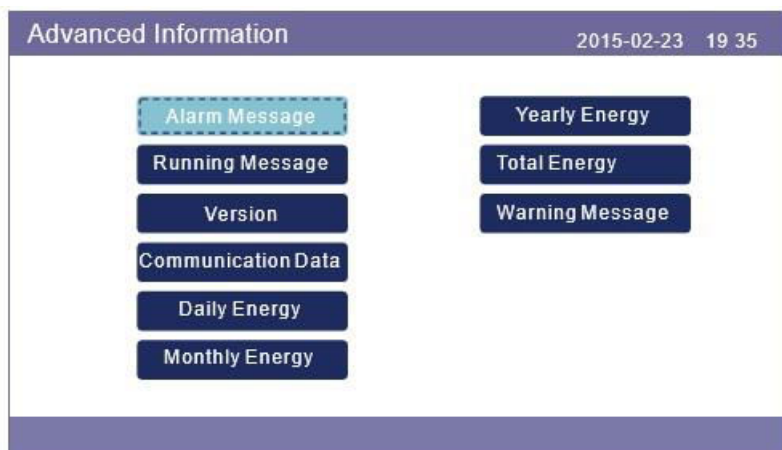 Advanced Information
2015-02-23 19 35
Alarm Message
Running Message
Version
Communication Data
Daily Energy
Monthly Energy
Yearly Energy
Total Energy
Warning Message